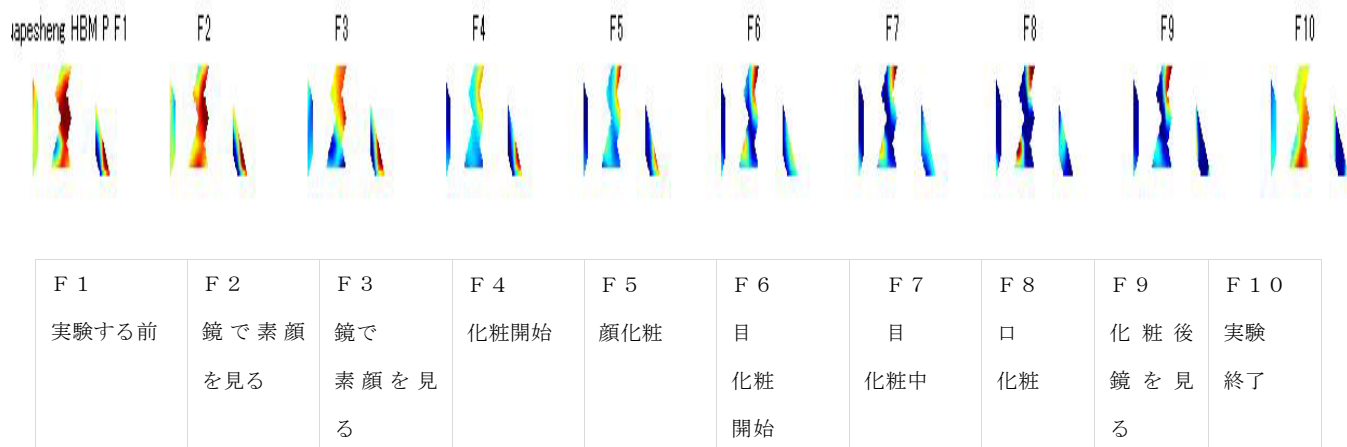 apesheng HBM P F1
F2
F3
F4
F5
F6
F7
F8
F9
F10
Ｆ１
実験する前
Ｆ２
鏡で素顔
を見る
Ｆ３
鏡で
素顔を見
る
Ｆ４
化粧開始
Ｆ５
顔化粧
Ｆ６
目
化粧
開始
Ｆ７
目
化粧中
Ｆ８
口
化粧
Ｆ９
化粧後
鏡を見
る
Ｆ１０
実験
終了